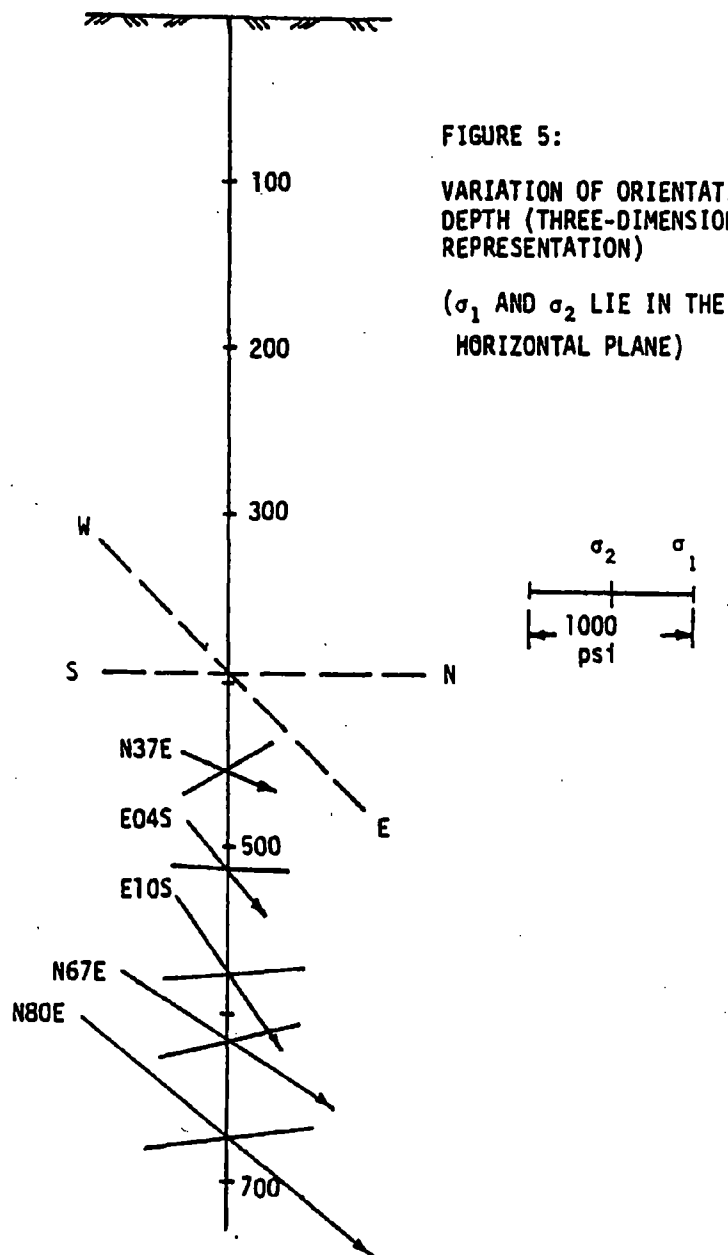 100
FIGURE 5:
VARIATION OF ORIENTAT
DEPTH (THREE-DIMENSION
REPRESENTATION)
(σ₁ AND σ₂ LIE IN THE
HORIZONTAL PLANE)
200
300
W
σ₂ σ₁
1000
psi
S N
N37E
E
E04S
500
E10S
N67E
N80E
700